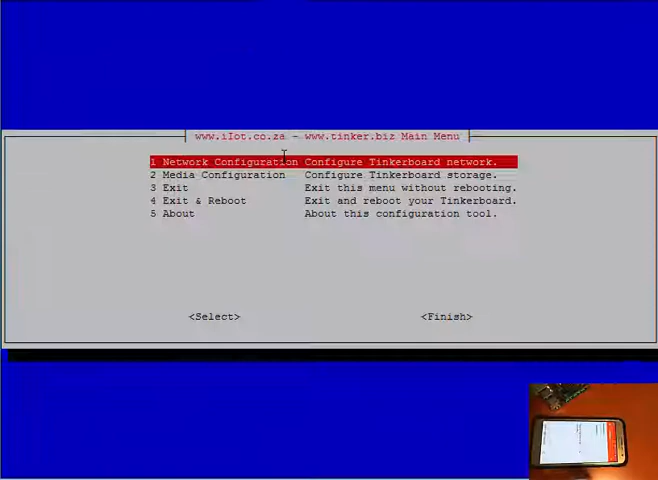 www.iIot.co.za - www.tinker.biz Main Menu
1 Network Configuration Configure Tinkerboard network.
2 Media Configuration Configure Tinkerboard storage.
3 Exit Exit this menu without rebooting.
4 Exit & Reboot Exit and reboot your Tinkerboard.
5 About About this configuration tool.
<Select> <Finish>